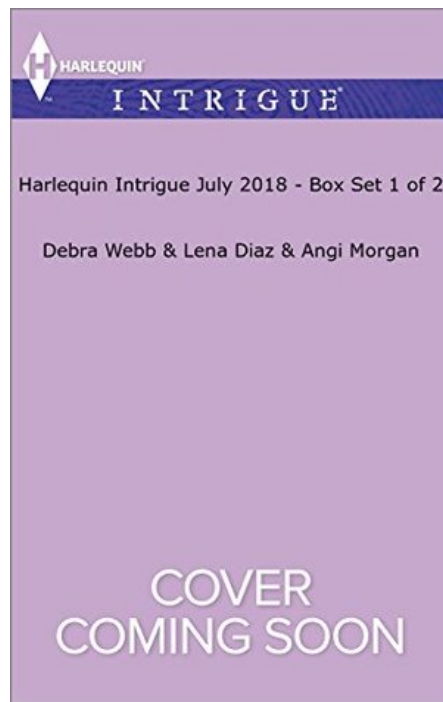 H HARLEQUIN™
INTRIGUE®
Harlequin Intrigue July 2018 - Box Set 1 of 2
Debra Webb & Lena Diaz & Angi Morgan
COVER
COMING SOON